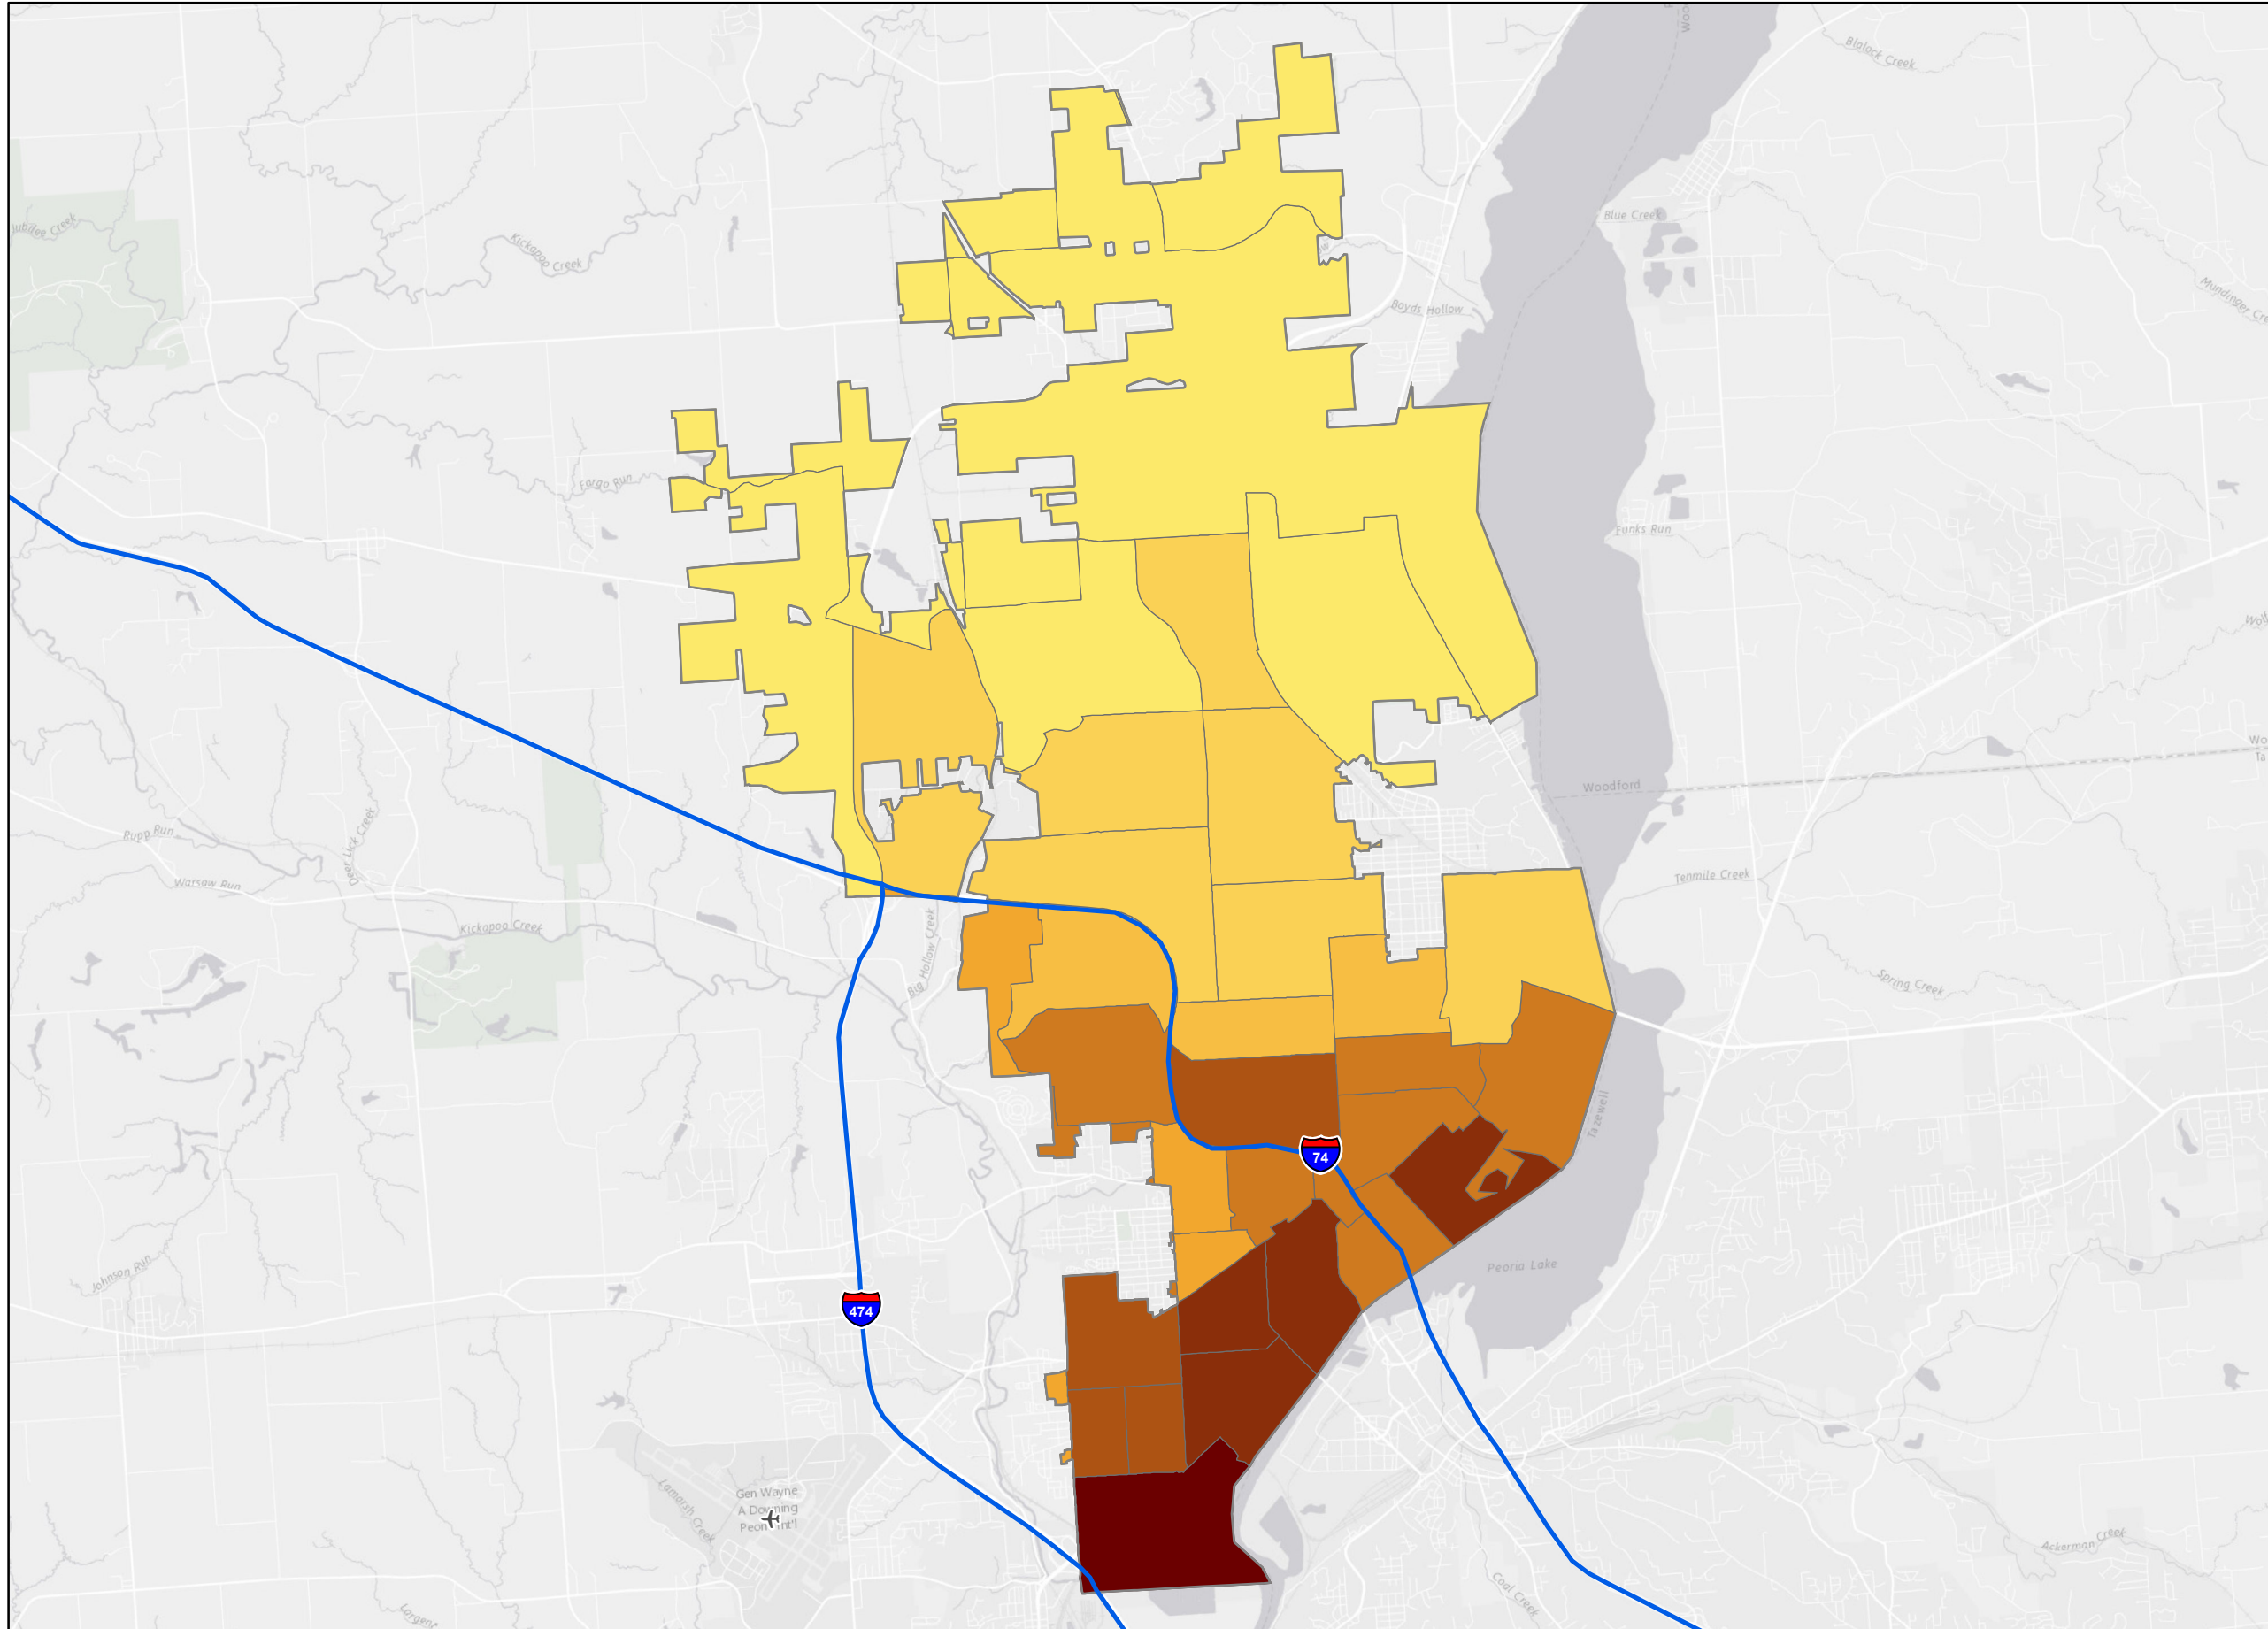 Blalock Creek
Jubilee Creek
Kickapoo Creek
Blue Creek
Boyds Hollow
Fargo Run
Funks Run
Woodford
Rupp Run
Deer Lick Creek
Warsaw Run
Tenmile Creek
Kickapoo Creek
Big Hollow Creek
Spring Creek
Tazewell
74
Peoria Lake
Johnson Run
474
Lamarsh Creek
Gen Wayne
A Downing
Ackerman Creek
Coal Creek